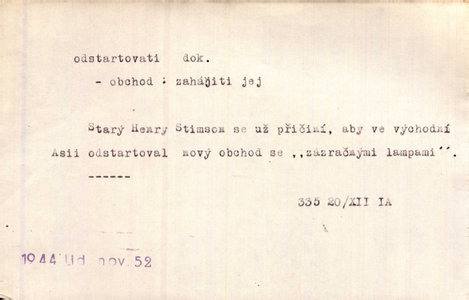 odstartovati dok.
- obchod : zahájiti jej
Starý Henry Stimson se už přičiní, aby ve východní
Asii odstartoval nový obchod se ,,zázračnými lampami´´.
------
335 20/XII IA
1944 Lid nov 52